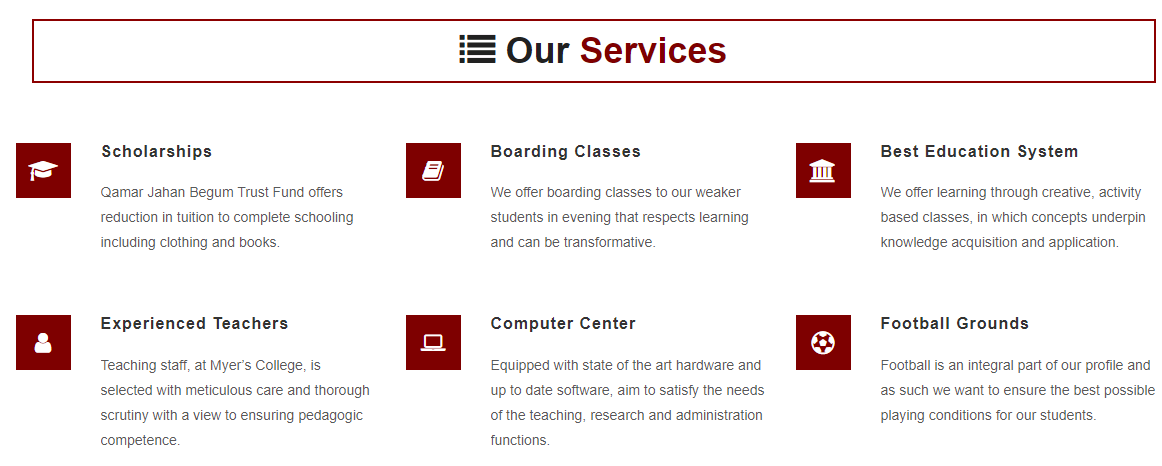 Our Services
Scholarships
Qamar Jahan Begum Trust Fund offers
reduction in tuition to complete schooling
including clothing and books.
Boarding Classes
We offer boarding classes to our weaker
students in evening that respects learning
and can be transformative.
Best Education System
We offer learning through creative, activity
based classes, in which concepts underpin
knowledge acquisition and application.
Experienced Teachers
Teaching staff, at Myer’s College, is
selected with meticulous care and thorough
scrutiny with a view to ensuring pedagogic
competence.
Computer Center
Equipped with state of the art hardware and
up to date software, aim to satisfy the needs
of the teaching, research and administration
functions.
Football Grounds
Football is an integral part of our profile and
as such we want to ensure the best possible
playing conditions for our students.